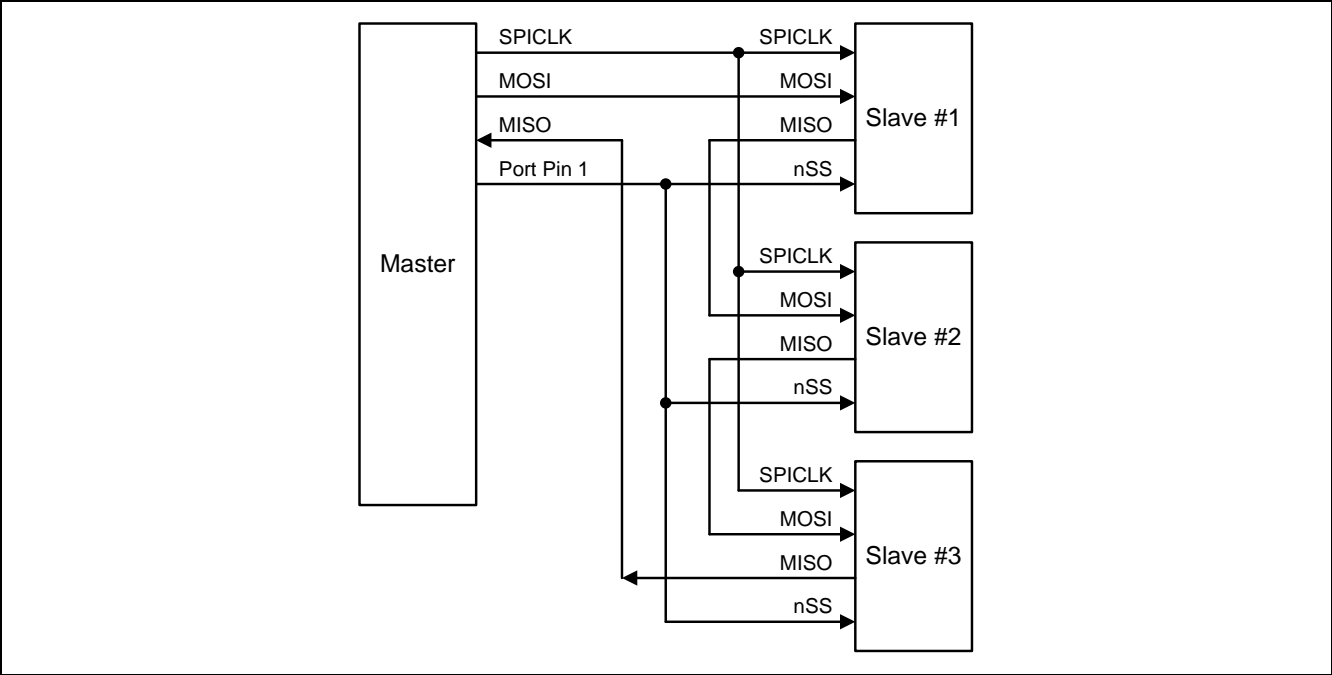 SPICLK SPICLK
MOSI MOSI
MISO MISO
Slave #1
Port Pin 1 nSS
Master
SPICLK
MOSI
Slave #2
MISO
nSS
SPICLK
MOSI
Slave #3
MISO
nSS